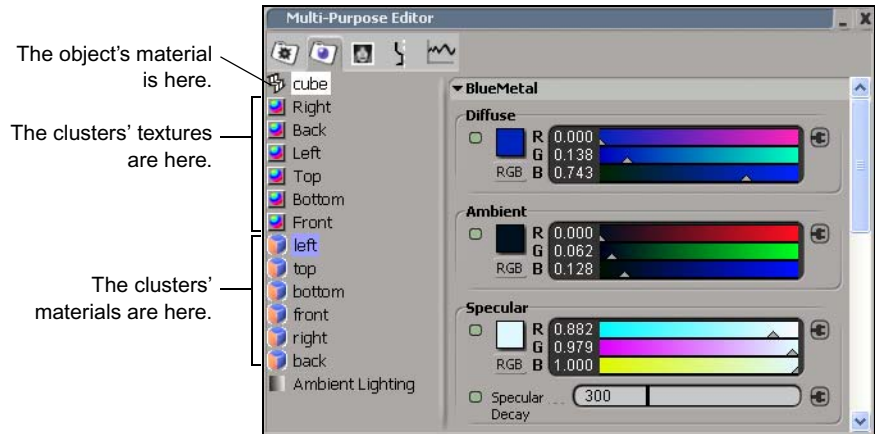 Multi-Purpose Editor
_ X
The object's material
is here.
cube
Right
Back
Left
Top
Bottom
Front
left
top
bottom
front
right
back
Ambient Lighting
The clusters' textures
are here.
The clusters'
materials are here.
BlueMetal
Diffuse
R 0.000
G 0.138
RGB B 0.743
Ambient
R 0.000
G 0.062
RGB B 0.128
Specular
R 0.882
G 0.979
RGB B 1.000
Specular ... 300
Decay